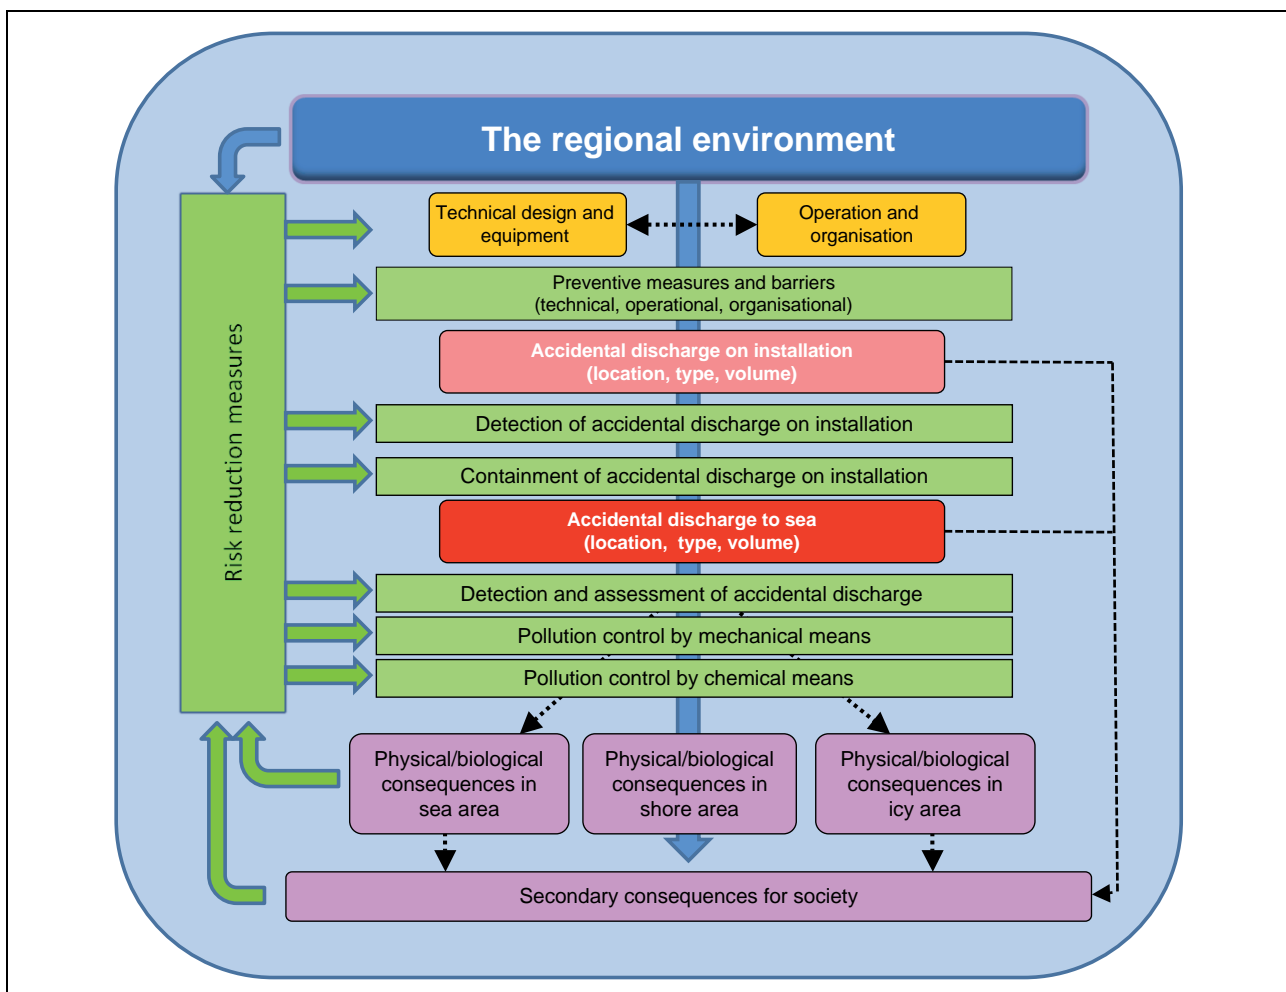 The regional environment
Technical design and
equipment
Operation and
organisation
Preventive measures and barriers
(technical, operational, organisational)
Accidental discharge on installation
(location, type, volume)
Risk reduction measures
Detection of accidental discharge on installation
Containment of accidental discharge on installation
Accidental discharge to sea
(location, type, volume)
Detection and assessment of accidental discharge
Pollution control by mechanical means
Pollution control by chemical means
Physical/biological
consequences in
sea area
Physical/biological
consequences in
shore area
Physical/biological
consequences in
icy area
Secondary consequences for society